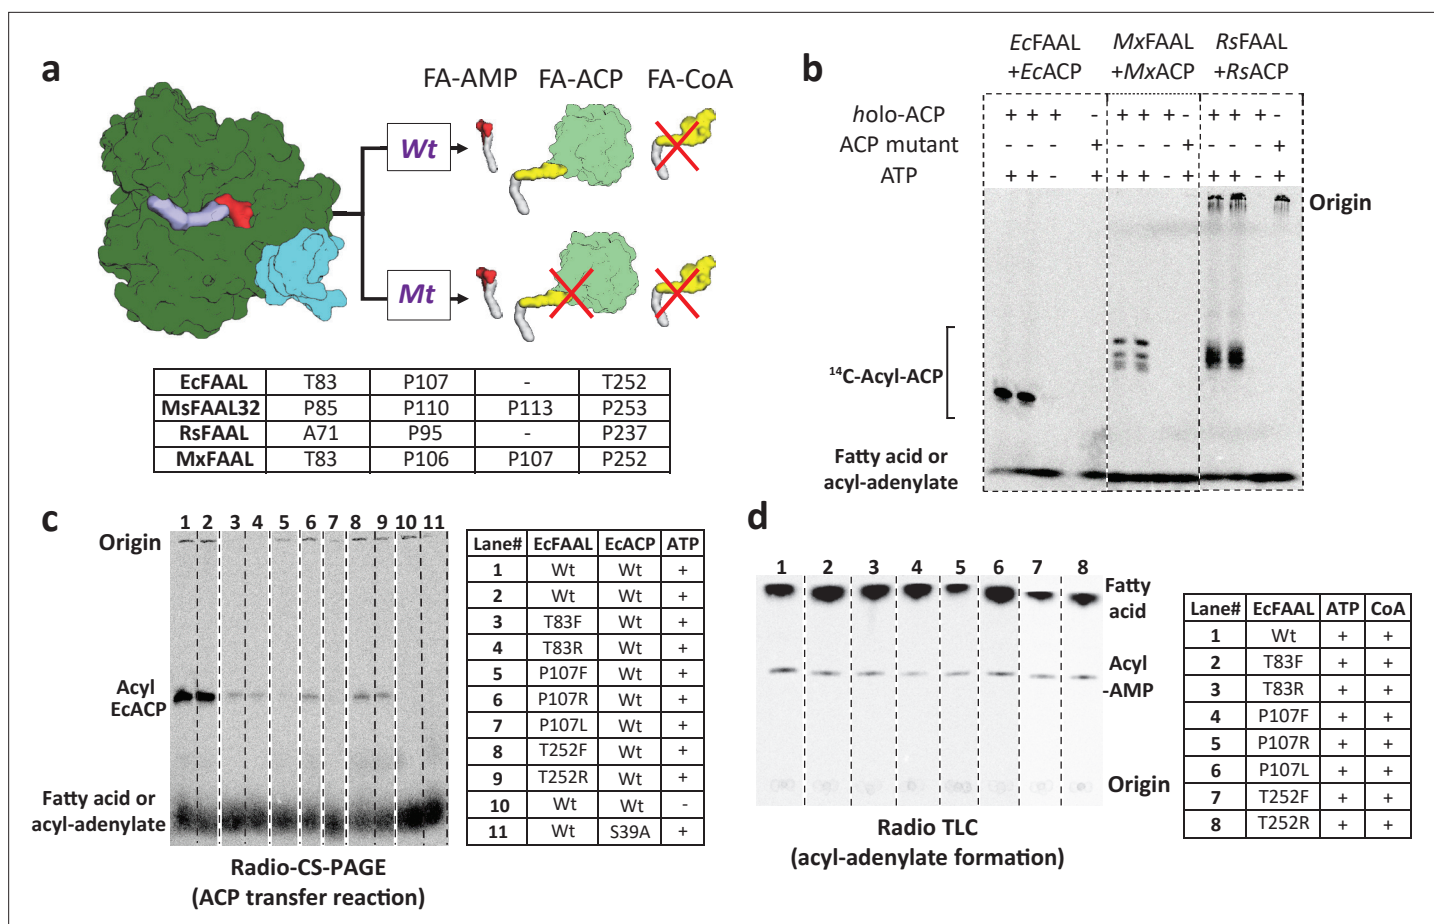 a
FA-AMP FA-ACP FA-CoA
Wt
Mt
EcFAAL T83 P107 - T252
MsFAAL32 P85 P110 P113 P253
RsFAAL A71 P95 - P237
MxFAAL T83 P106 P107 P252
b
EcFAAL MxFAAL RsFAAL
+EcACP +MxACP +RsACP
holo-ACP + + + - + + + - + + + -
ACP mutant - - - + - - - + - - - +
ATP + + - + + + - + + + - +
Origin
14C-Acyl-ACP
Fatty acid or
acyl-adenylate
c
1 2 3 4 5 6 7 8 9 10 11
Origin
Acyl
EcACP
Fatty acid or
acyl-adenylate
Radio-CS-PAGE
(ACP transfer reaction)
Lane# EcFAAL EcACP ATP
1 Wt Wt +
2 Wt Wt +
3 T83F Wt +
4 T83R Wt +
5 P107F Wt +
6 P107R Wt +
7 P107L Wt +
8 T252F Wt +
9 T252R Wt +
10 Wt Wt -
11 Wt S39A +
d
1 2 3 4 5 6 7 8
Fatty
acid
Acyl
-AMP
Origin
Radio TLC
(acyl-adenylate formation)
Lane# EcFAAL ATP CoA
1 Wt + +
2 T83F + +
3 T83R + +
4 P107F + +
5 P107R + +
6 P107L + +
7 T252F + +
8 T252R + +